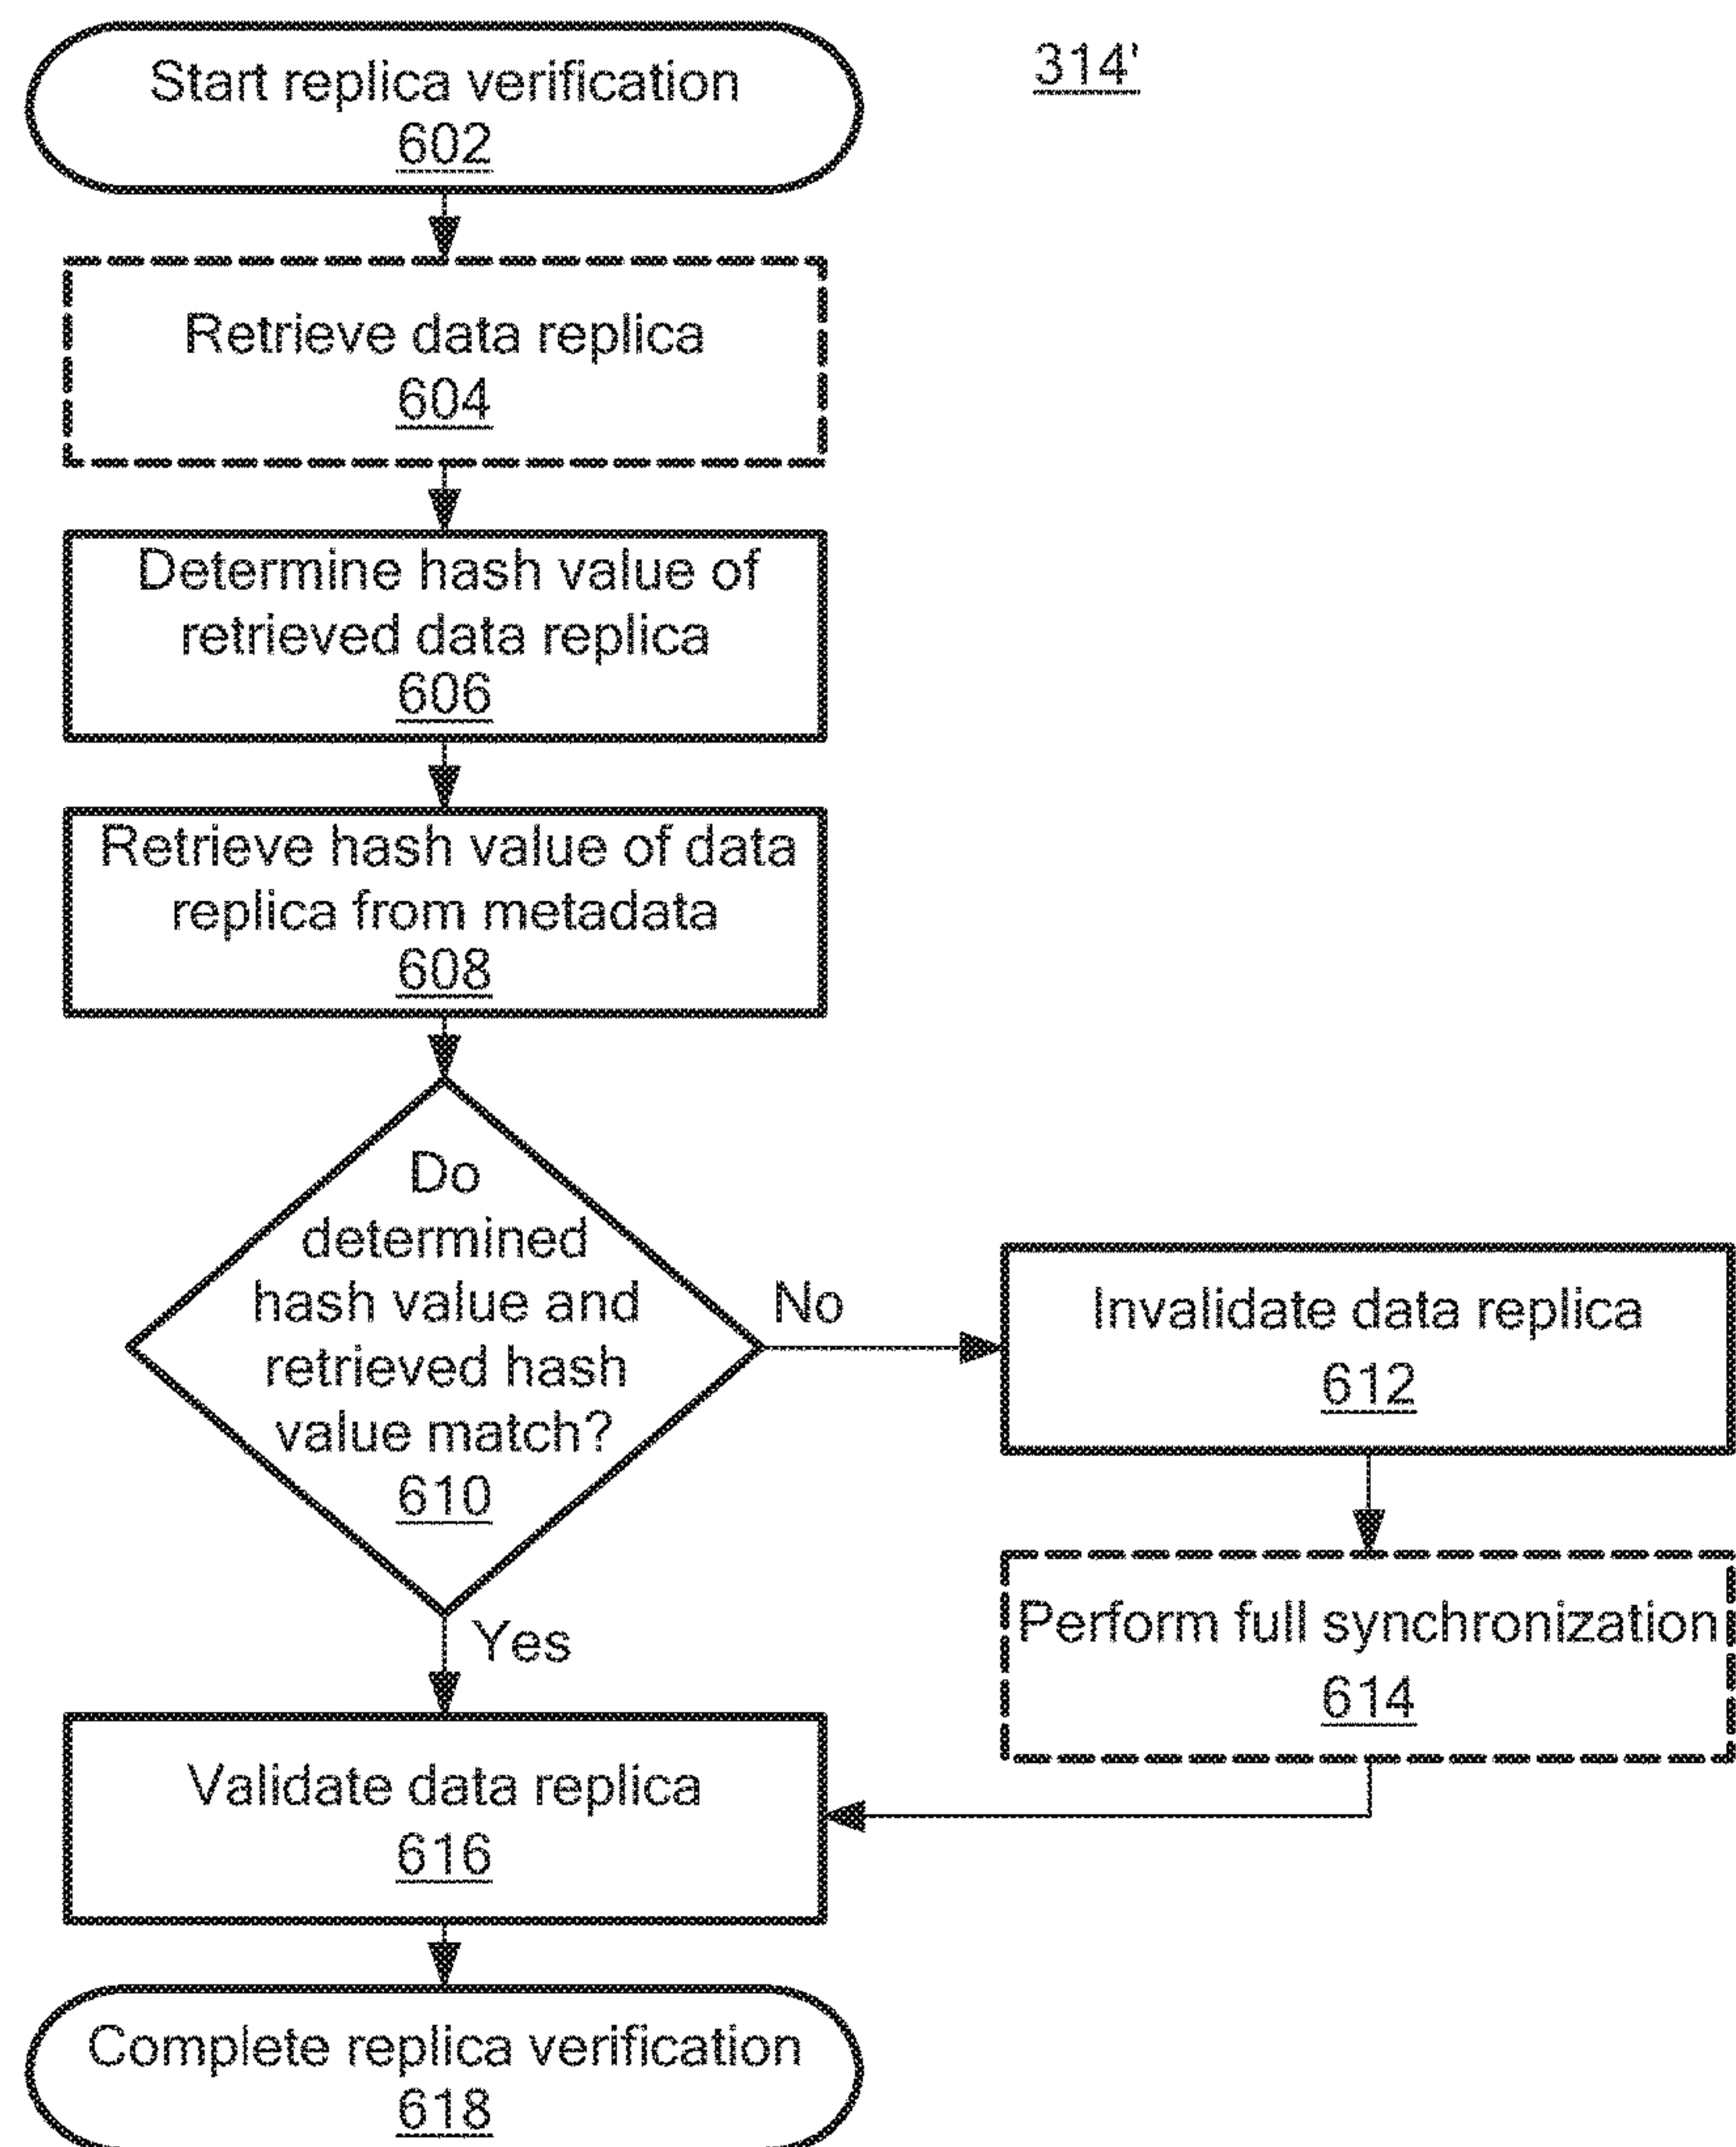 Start replica verification
602
314'
Retrieve data replica
604
Determine hash value of
retrieved data replica
606
Retrieve hash value of data
replica from metadata
608
Do
determined
hash value and
retrieved hash
value match?
610
No
Invalidate data replica
612
Perform full synchronization
614
Yes
Validate data replica
616
Complete replica verification
618